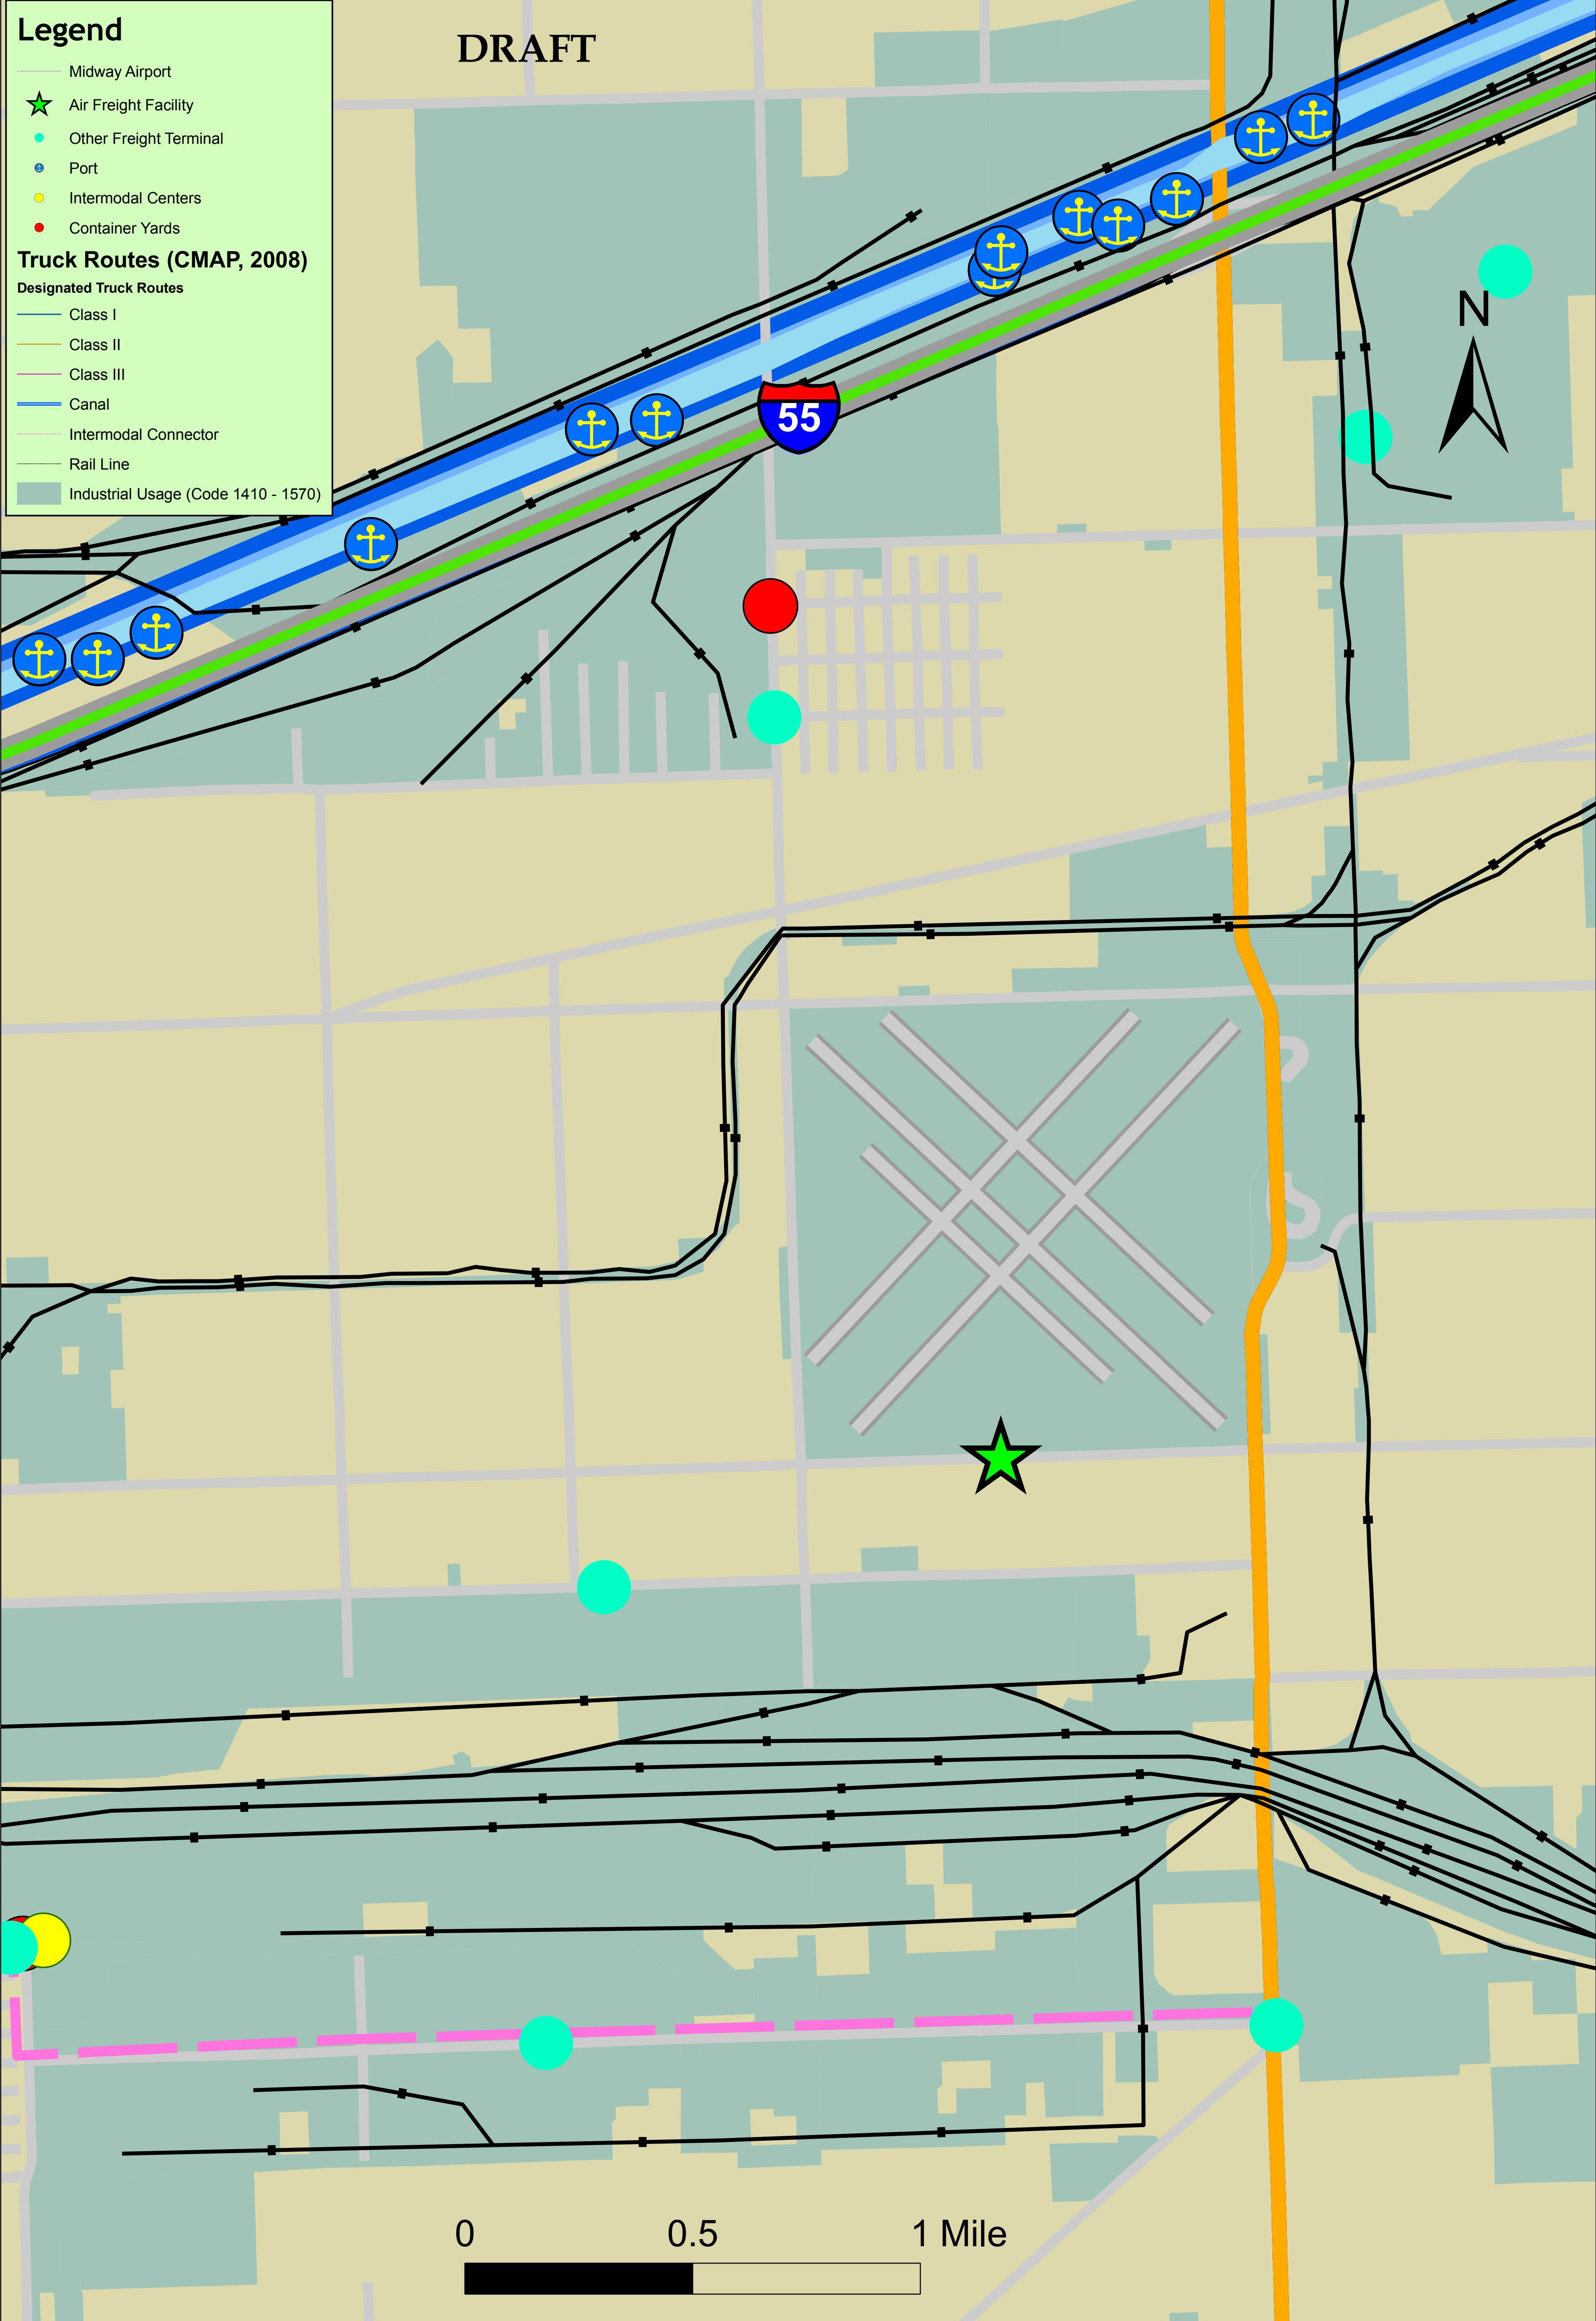 Legend
Midway Airport
Air Freight Facility
Other Freight Terminal
Port
Intermodal Centers
Container Yards
Truck Routes (CMAP, 2008)
Designated Truck Routes
Class I
Class II
Class III
Canal
Intermodal Connector
Rail Line
Industrial Usage (Code 1410 - 1570)
DRAFT
N
55
0 0.5 1 Mile